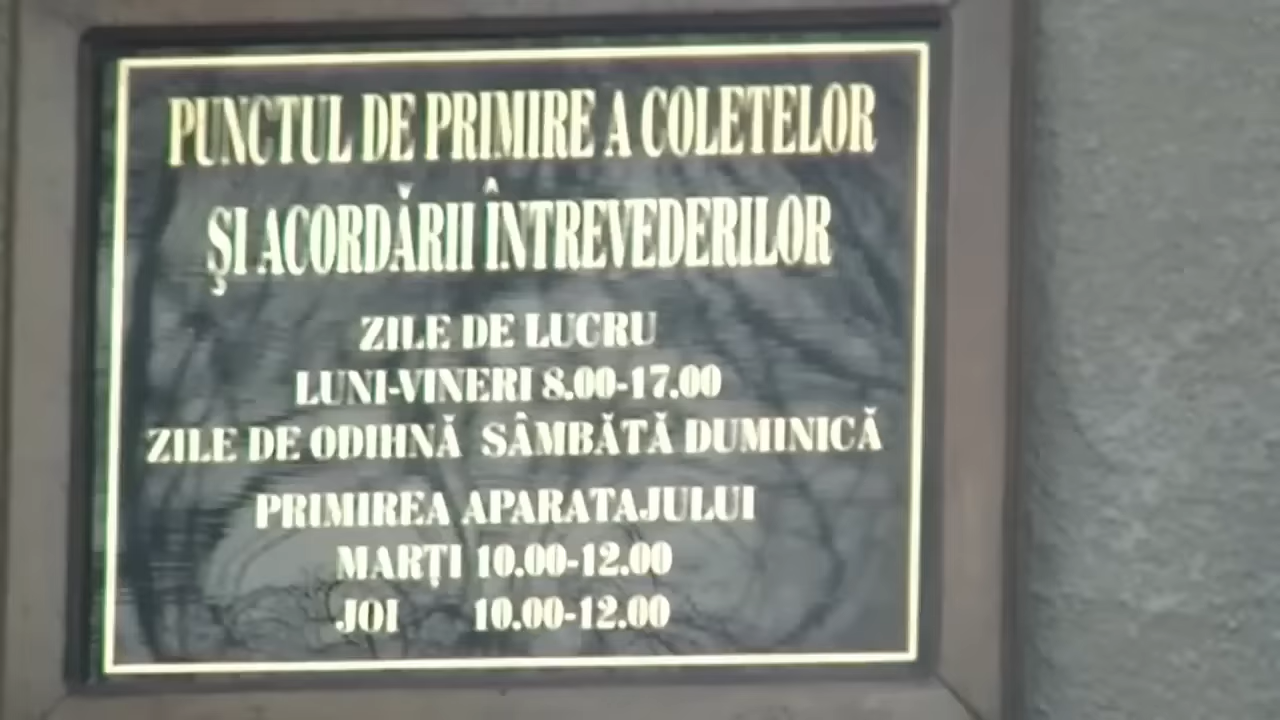 PUNCTUL DE PRIMIRE A COLETELOR
ŞI ACORDĂRII ÎNTREVEDERILOR
ZILE DE LUCRU
LUNI-VINERI 8.00-17.00
ZILE DE ODIHNĂ SÂMBĂTĂ DUMINICĂ
PRIMIREA APARATAJULUI
MARȚI 10.00-12.00
JOI 10.00-12.00